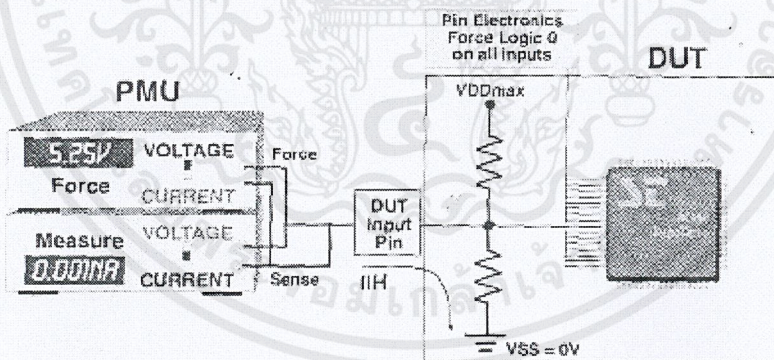 Pin Electronics
Force Logic 0
on all inputs
DUT
PMU
VDDmax
5.25V
VOLTAGE
Force
Force
CURRENT
DUT
Input
Pin
Measure
VOLTAGE
0.001NA
CURRENT
Sense
IIH
VSS = 0V